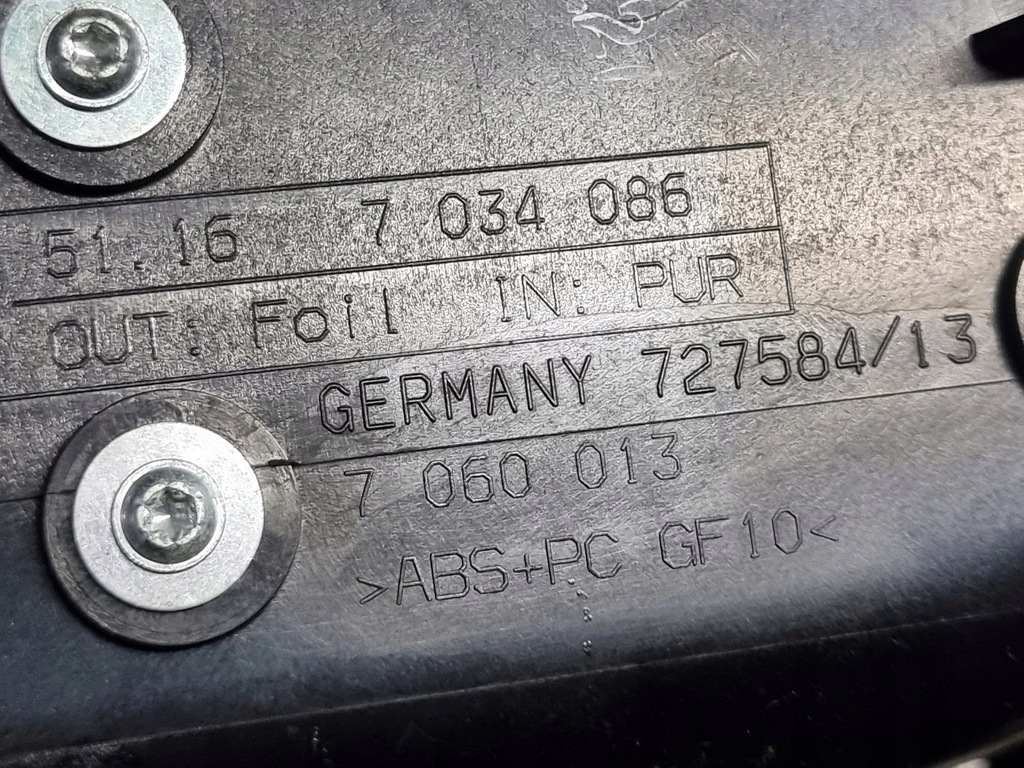 51.16 7 034 086
OUT: Foil IN: PUR
GERMANY 727584/13
7 060 013
>ABS+PC GF10<